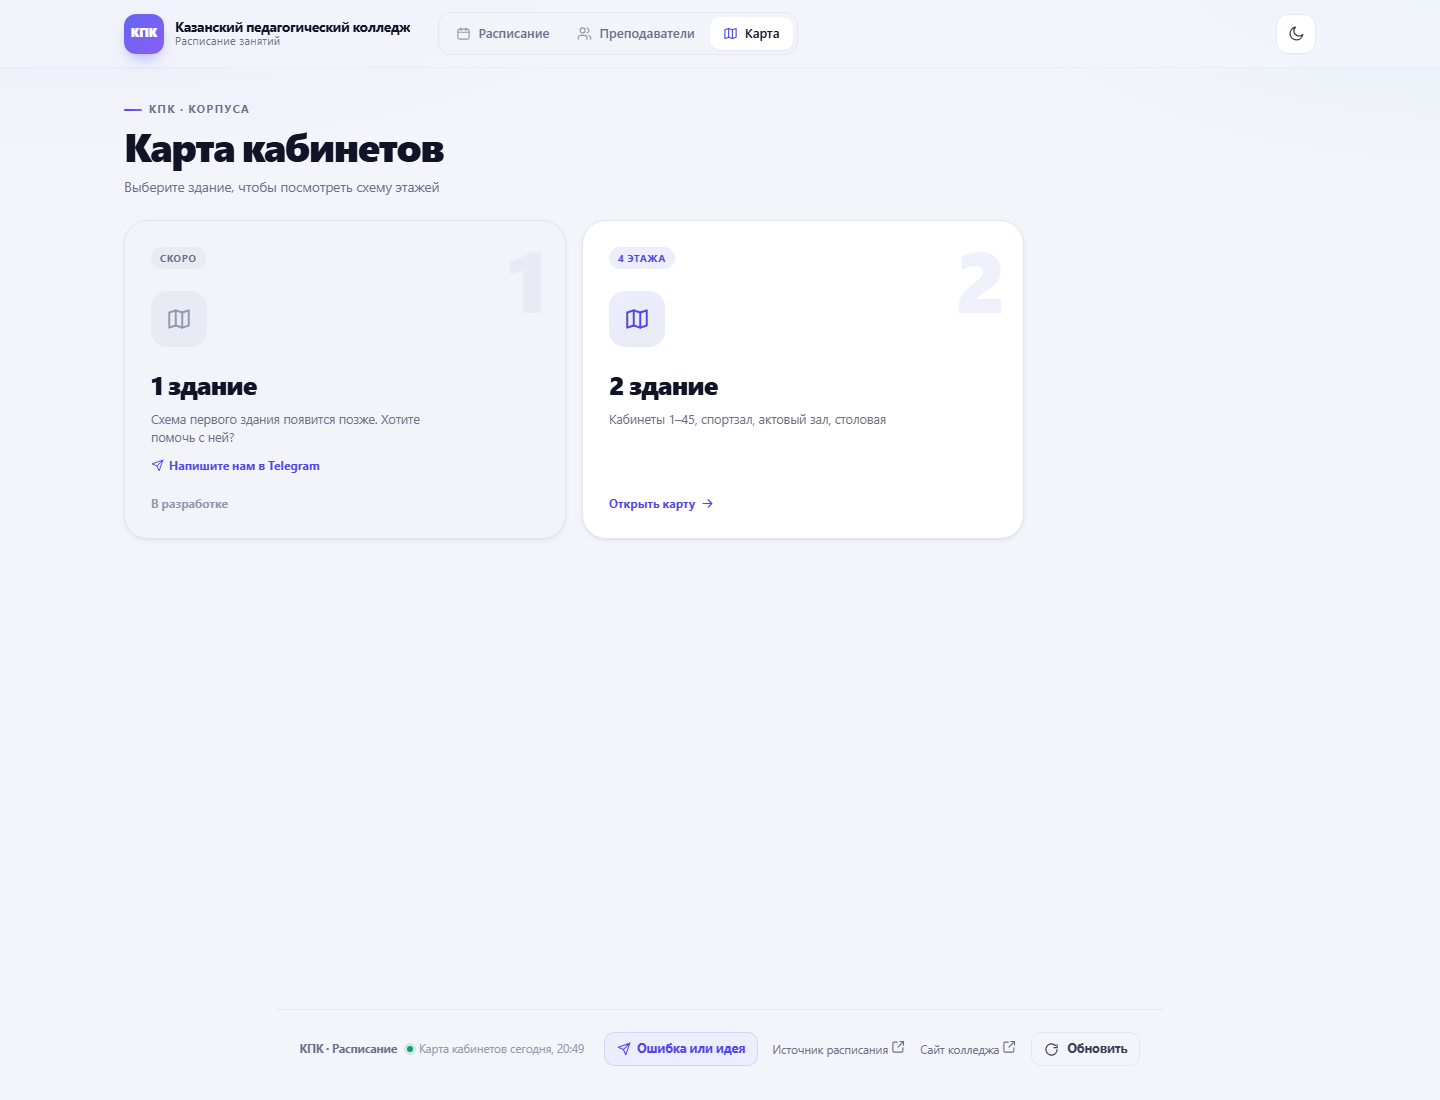 КПК
Казанский педагогический колледж
Расписание занятий
Расписание
Преподаватели
Карта
КПК · КОРПУСА
Карта кабинетов
Выберите здание, чтобы посмотреть схему этажей
СКОРО
1
1 здание
Схема первого здания появится позже. Хотите
помочь с ней?
Напишите нам в Telegram
В разработке
4 ЭТАЖА
2
2 здание
Кабинеты 1–45, спортзал, актовый зал, столовая
Открыть карту
КПК · Расписание
Карта кабинетов сегодня, 20:49
Ошибка или идея
Источник расписания
Сайт колледжа
Обновить